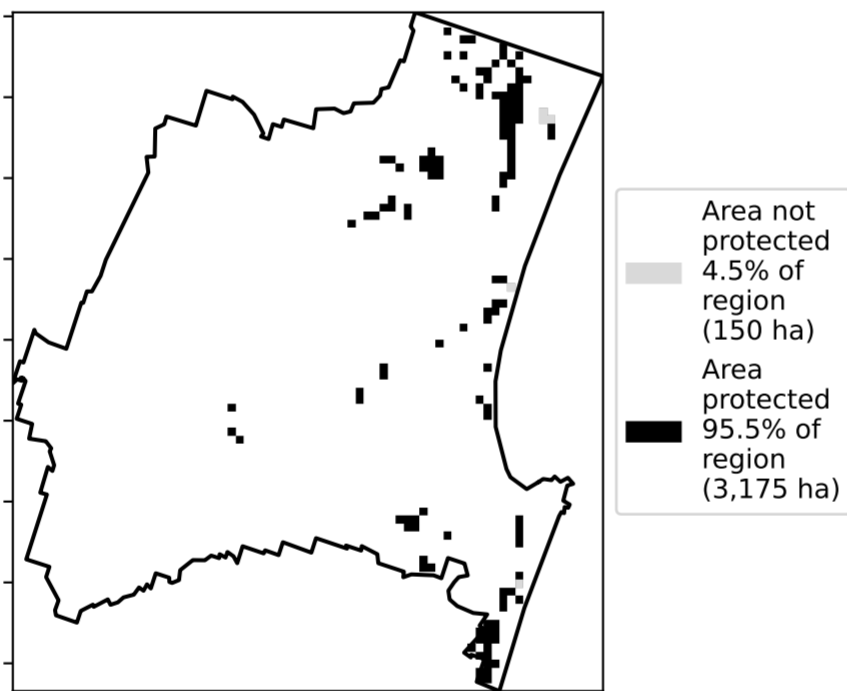 Area not
protected
4.5% of
region
(150 ha)
Area
protected
95.5% of
region
(3,175 ha)